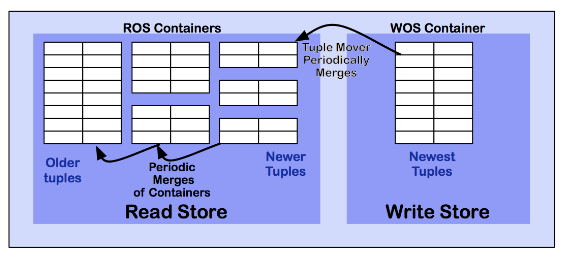 ROS Containers
WOS Container
Tuple Mover
Periodically
Merges
Older
tuples
Periodic
Merges
of Containers
Newer
Tuples
Newest
Tuples
Read Store
Write Store